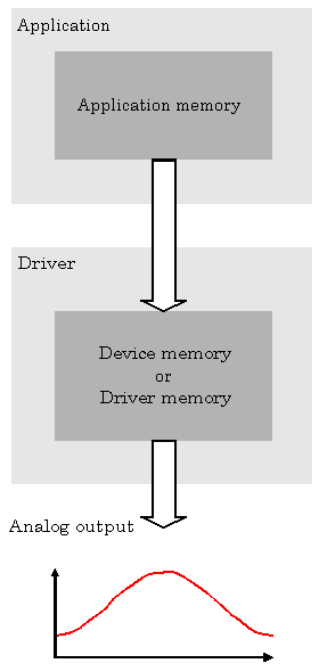 Application
Application memory
Driver
Device memory
or
Driver memory
Analog output